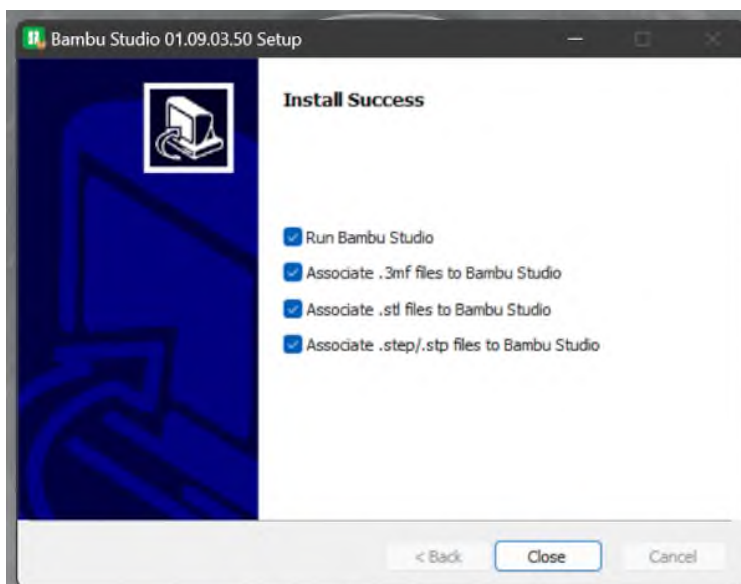 Bambu Studio 01.09.03.50 Setup
Install Success
Run Bambu Studio
Associate .3mf files to Bambu Studio
Associate .stl files to Bambu Studio
Associate .step/.stp files to Bambu Studio
< Back Close Cancel